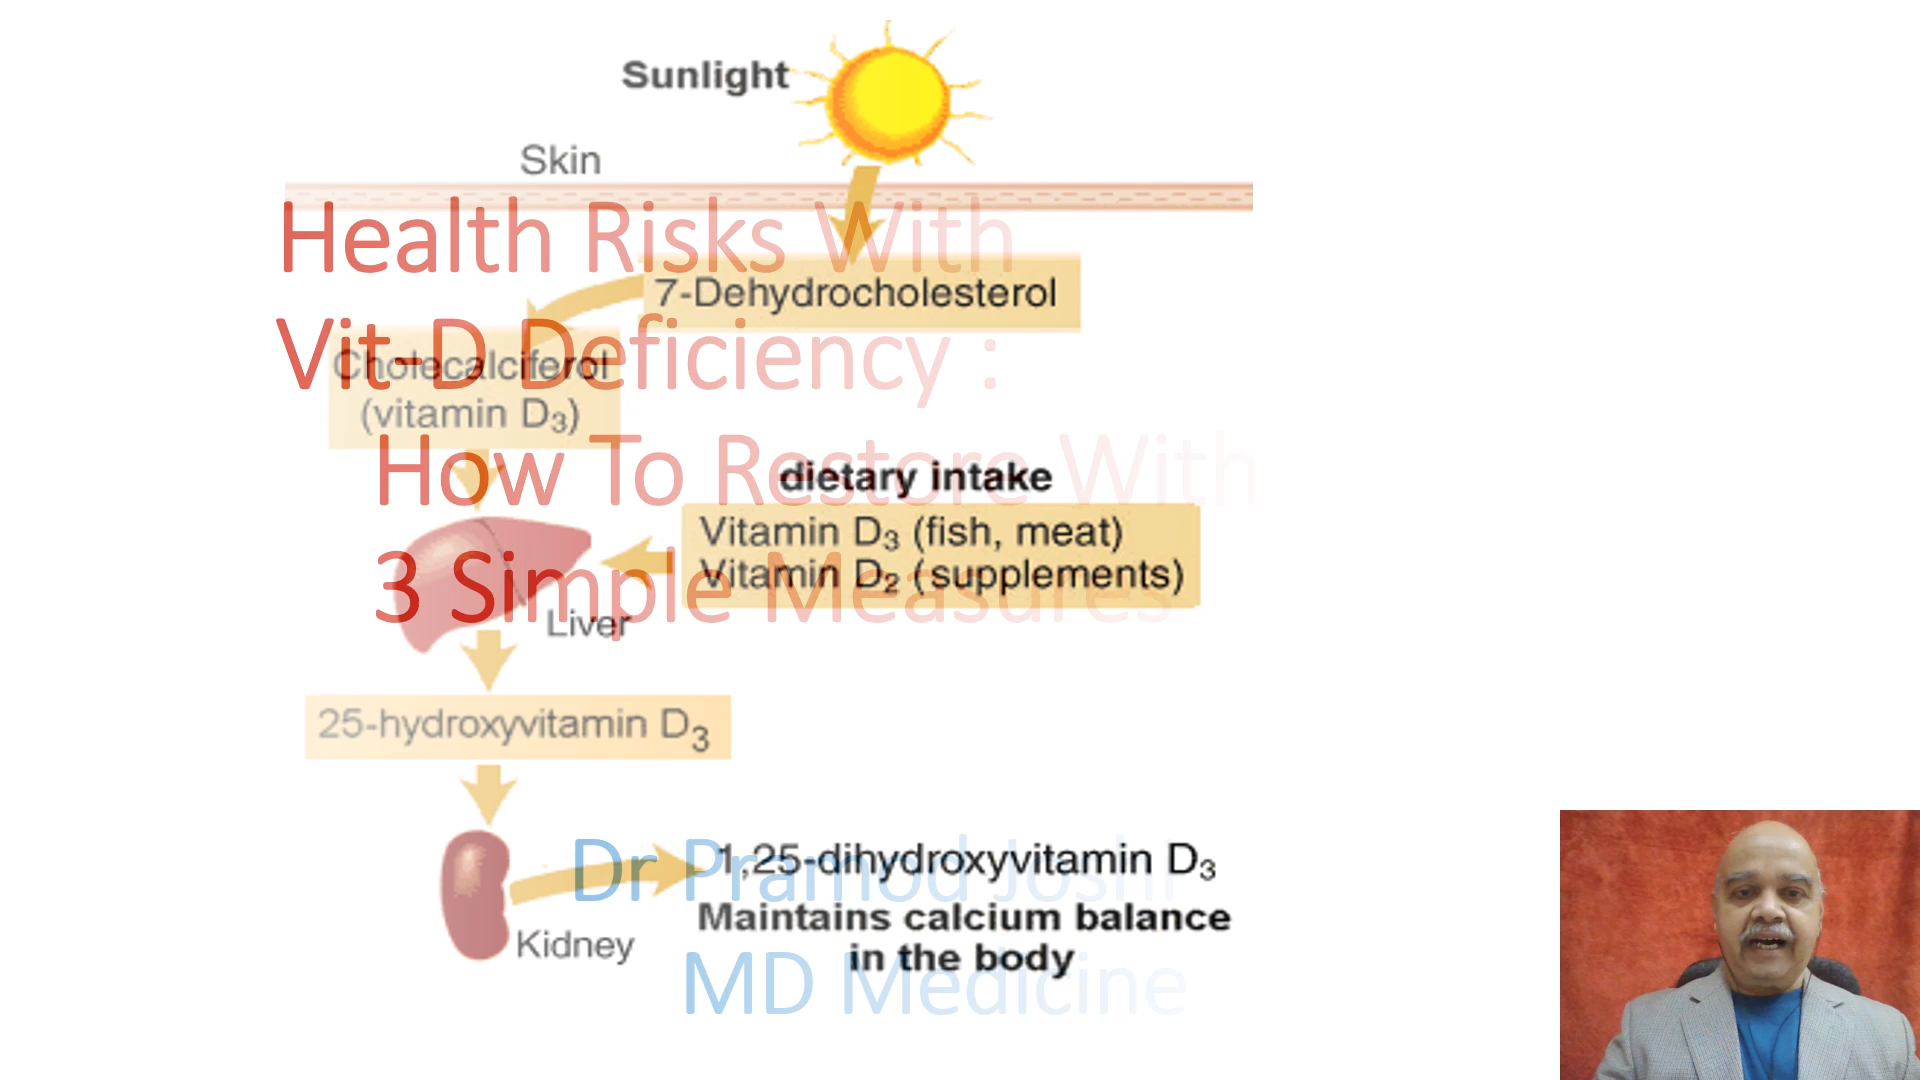 Sunlight
Skin
Health Risks With
7-Dehydrocholesterol
Vit-D Deficiency :
Cholecalciferol
(vitamin D3)
How To Restore With
dietary intake
Vitamin D3 (fish, meat)
Vitamin D2 (supplements)
3 Simple Measures
Liver
25-hydroxyvitamin D3
Dr Pramod Joshi
1,25-dihydroxyvitamin D3
Maintains calcium balance
in the body
Kidney
MD Medicine